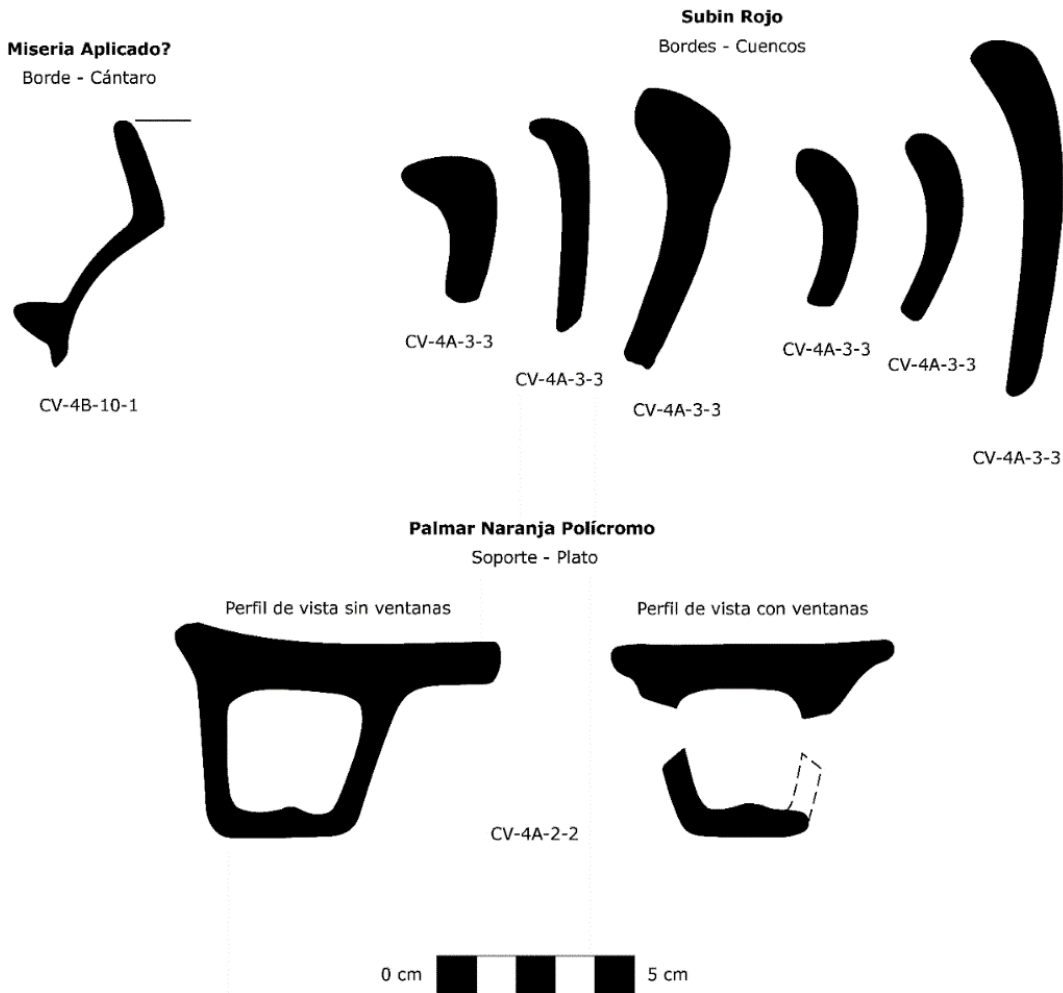 Miseria Aplicado?
Borde - Cántaro
CV-4B-10-1
Subin Rojo
Bordes - Cuencos
CV-4A-3-3
CV-4A-3-3
CV-4A-3-3
CV-4A-3-3
CV-4A-3-3
CV-4A-3-3
Palmar Naranja Polícromo
Soporte - Plato
Perfil de vista sin ventanas
Perfil de vista con ventanas
CV-4A-2-2
0 cm
5 cm